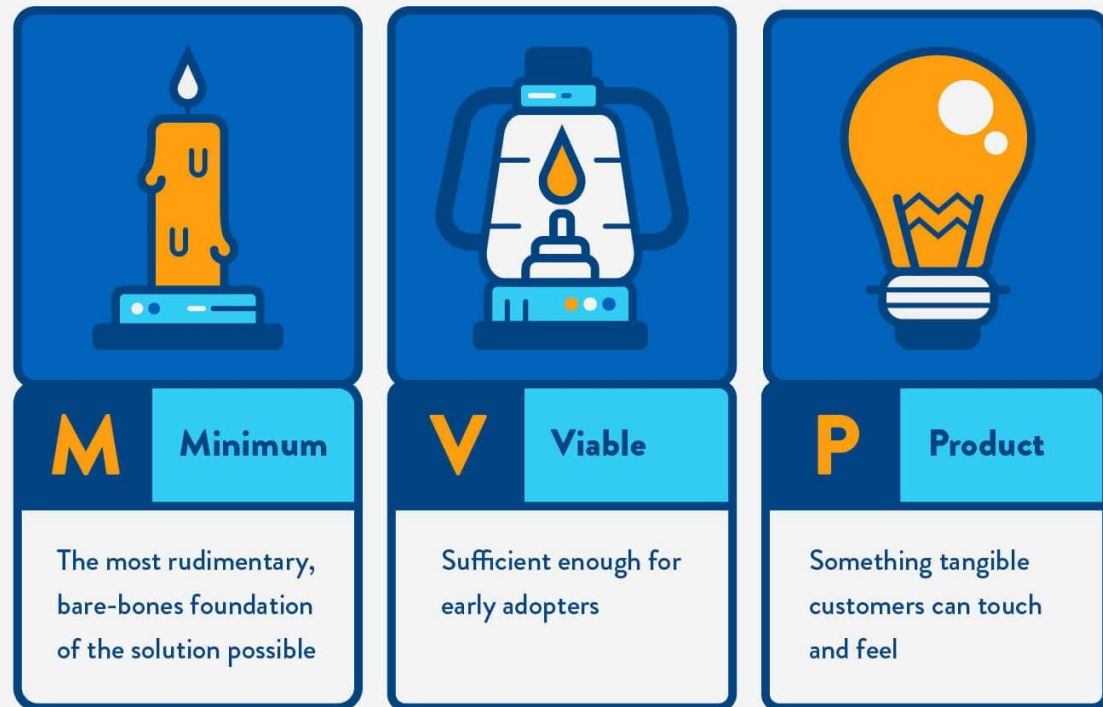 M
Minimum
The most rudimentary,
bare-bones foundation
of the solution possible
V
Viable
Sufficient enough for
early adopters
P
Product
Something tangible
customers can touch
and feel